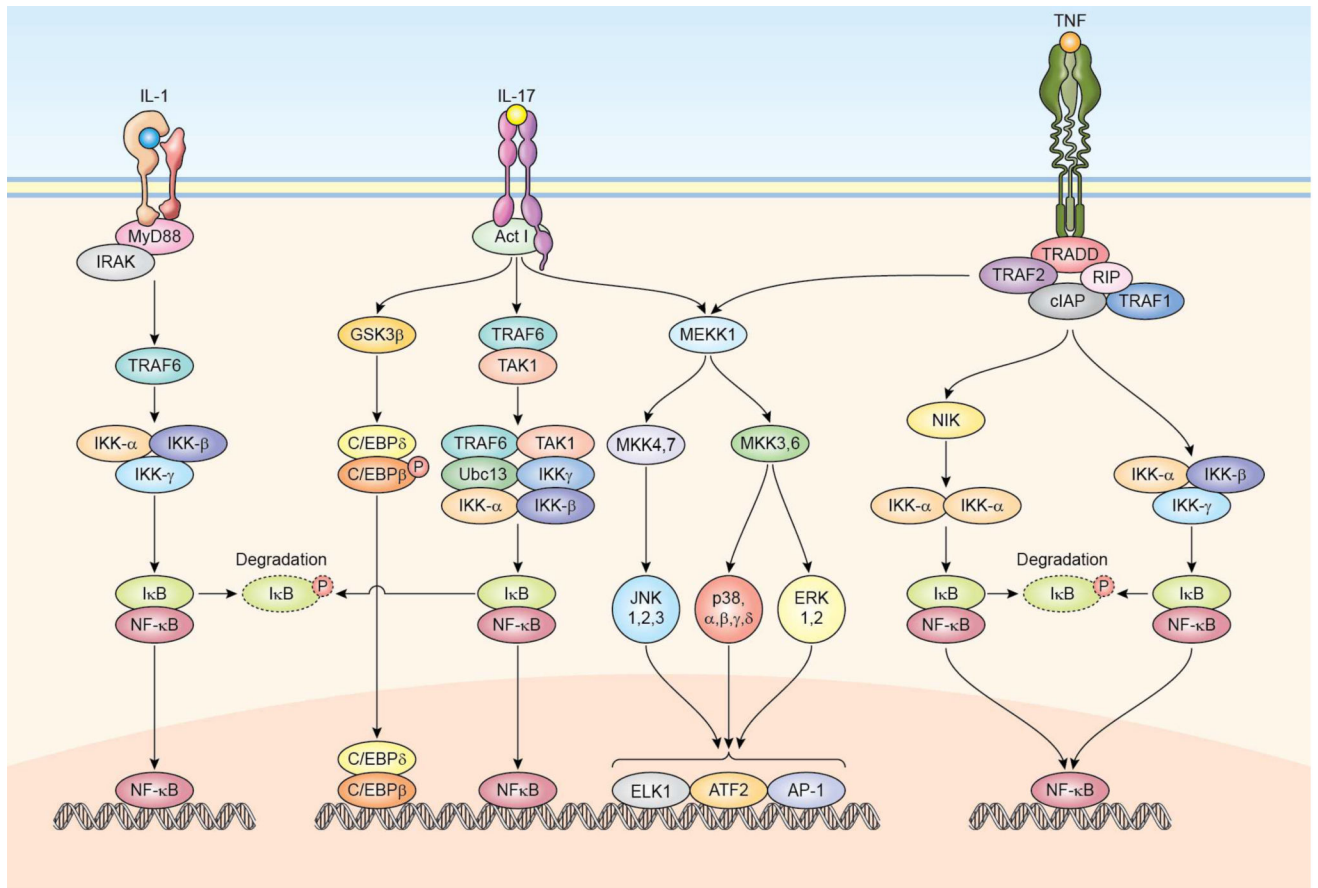 TNF
IL-1
IL-17
MyD88
IRAK
Act I
TRADD
TRAF2
RIP
cIAP
TRAF1
GSK3β
TRAF6
TAK1
MEKK1
TRAF6
NIK
IKK-α
IKK-β
IKK-γ
C/EBPδ
C/EBPβ
P
TRAF6
TAK1
Ubc13
IKKγ
IKK-α
IKK-β
MKK4,7
MKK3,6
IKK-α
IKK-α
IKK-α
IKK-β
IKK-γ
Degradation
IκB
NF-κB
IκB
P
IκB
NF-κB
JNK
1,2,3
p38,
α,β,γ,δ
ERK
1,2
Degradation
IκB
NF-κB
IκB
P
IκB
NF-κB
NF-κB
C/EBPδ
C/EBPβ
NFκB
ELK1
ATF2
AP-1
NF-κB